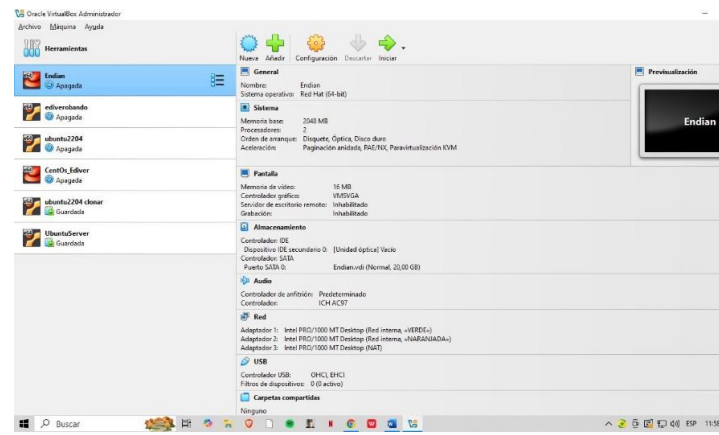 Oracle VirtualBox Administrador
Archivo Máquina Ayuda
Herramientas
Nueva Añadir Configuración Descartar Iniciar
Endian
Apagada
ediverobando
Apagada
ubuntu2204
Apagada
CentOs_Ediver
Apagada
ubuntu2204 clonar
Guardada
UbuntuServer
Guardada
General
Nombre: Endian
Sistema operativo: Red Hat (64-bit)
Sistema
Memoria base: 2048 MB
Procesadores: 2
Orden de arranque: Disquete, Óptica, Disco duro
Aceleración: Paginación anidada, PAE/NX, Paravirtualización KVM
Pantalla
Memoria de vídeo: 16 MB
Controlador gráfico: VMSVGA
Servidor de escritorio remoto: Inhabilitado
Grabación: Inhabilitado
Almacenamiento
Controlador: IDE
Dispositivo IDE secundario 0: [Unidad óptica] Vacío
Controlador: SATA
Puerto SATA 0: Endian.vdi (Normal, 20,00 GB)
Audio
Controlador de anfitrión: Predeterminado
Controlador: ICH AC97
Red
Adaptador 1: Intel PRO/1000 MT Desktop (Red interna, «VERDE»)
Adaptador 2: Intel PRO/1000 MT Desktop (Red interna, «NARANJADA»)
Adaptador 3: Intel PRO/1000 MT Desktop (NAT)
USB
Controlador USB: OHCI, EHCI
Filtros de dispositivos: 0 (0 activo)
Carpetas compartidas
Ninguno
Previsualización
Endian
Buscar
ESP 11:58